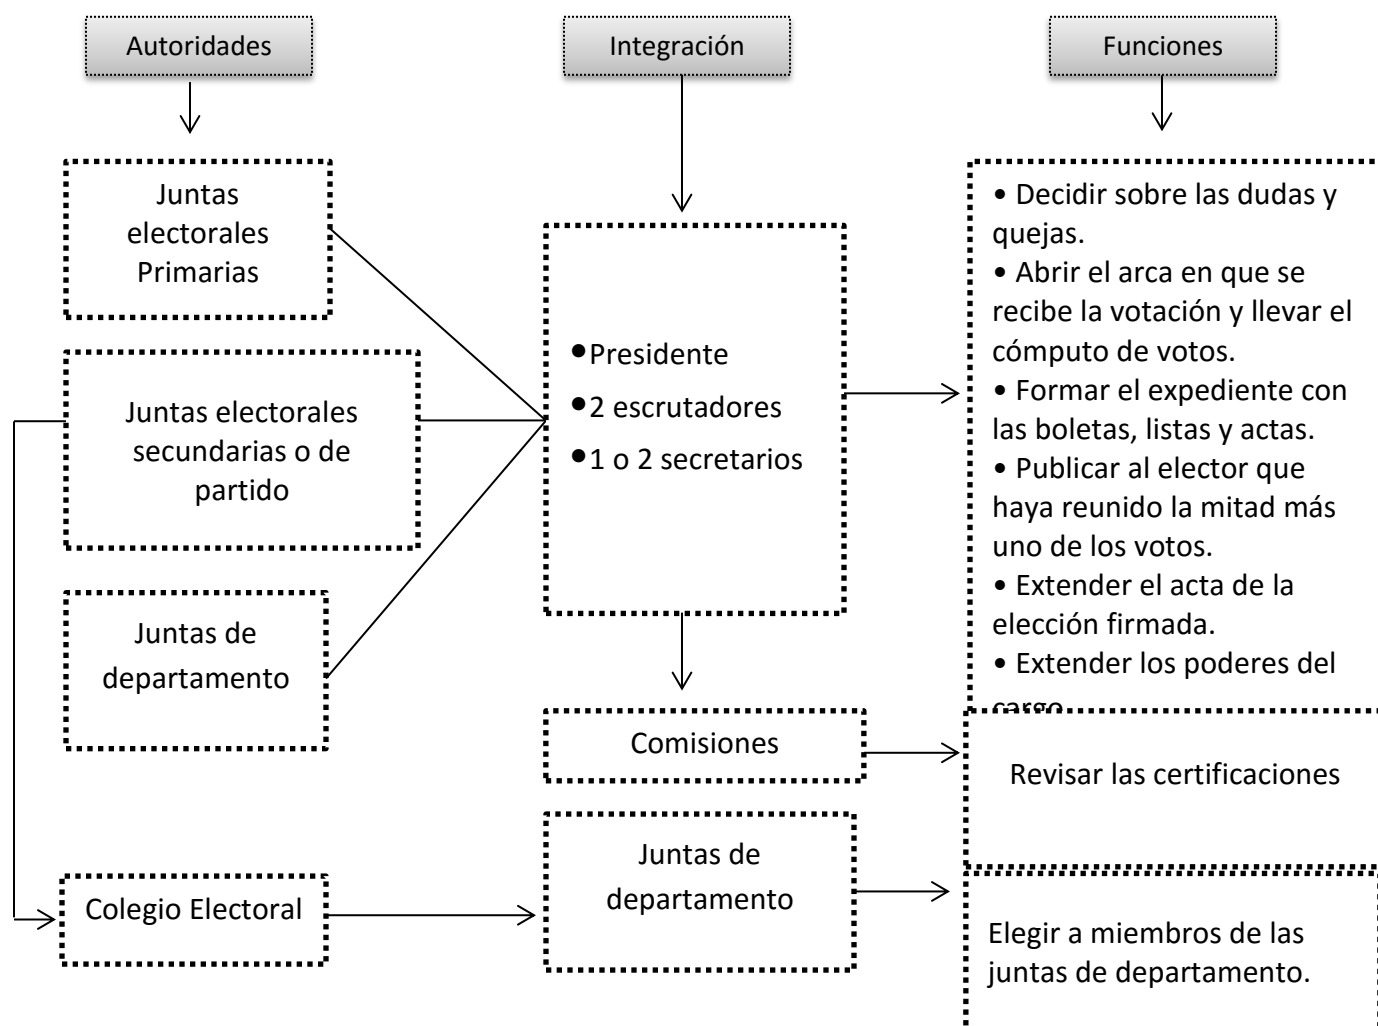 Autoridades
Integración
Funciones
Juntas
electorales
Primarias
Juntas electorales
secundarias o de
partido
Juntas de
departamento
Colegio Electoral
•Presidente
•2 escrutadores
•1 o 2 secretarios
Comisiones
Juntas de
departamento
• Decidir sobre las dudas y
quejas.
• Abrir el arca en que se
recibe la votación y llevar el
cómputo de votos.
• Formar el expediente con
las boletas, listas y actas.
• Publicar al elector que
haya reunido la mitad más
uno de los votos.
• Extender el acta de la
elección firmada.
• Extender los poderes del
cargo
Revisar las certificaciones
Elegir a miembros de las
juntas de departamento.